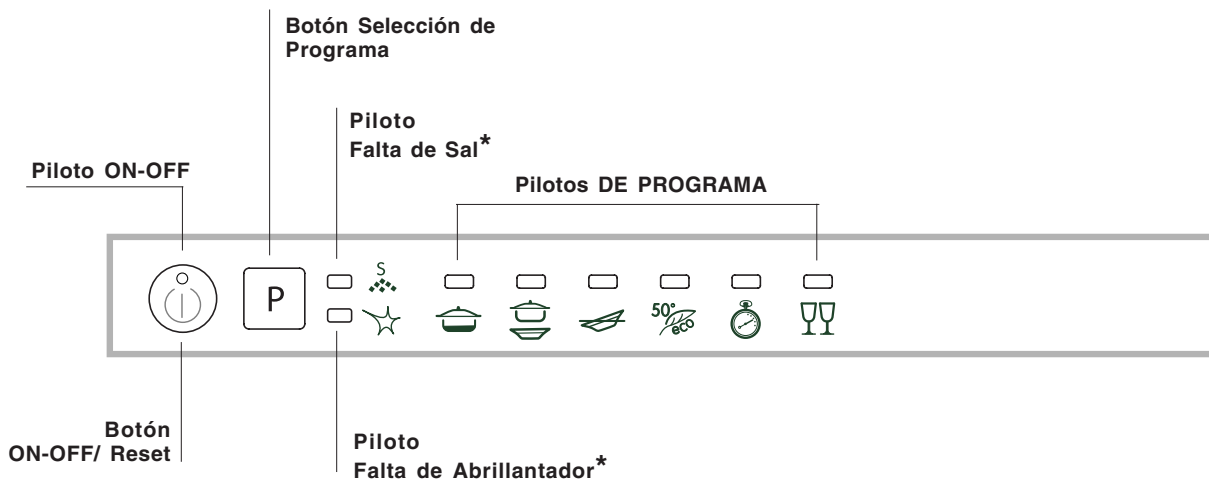 Botón Selección de
Programa
Piloto
Falta de Sal*
Piloto ON-OFF
Pilotos DE PROGRAMA
P
S
50°
eco
Botón
ON-OFF/ Reset
Piloto
Falta de Abrillantador*